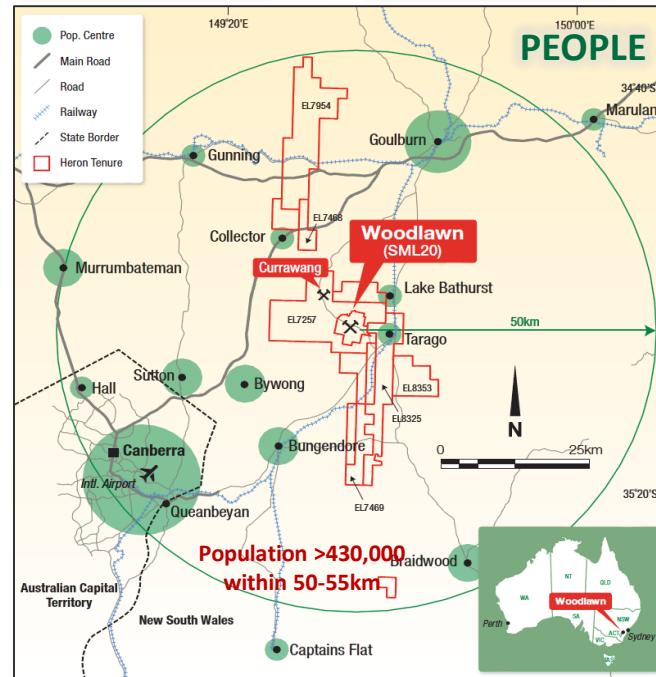 149°20'E
150°00'E
PEOPLE
Pop. Centre
Main Road
Road
Railway
State Border
Heron Tenure
34°40'S
EL7954
Marulan
Goulburn
Gunning
EL7468
Collector
Woodlawn
(SML20)
Currawang
Murrumbateman
Lake Bathurst
EL7257
50km
Tarago
Sutton
Bywong
EL8353
Hall
EL8325
N
Bungendore
Canberra
0
25km
Intl. Airport
35°20'S
Queanbeyan
EL7469
Population >430,000
within 50-55km
Braidwood
Australian Capital
Territory
New South Wales
Captains Flat
NT
QLD
WA
SA
Woodlawn
NSW
Perth
ACT
Sydney
VIC
TAS